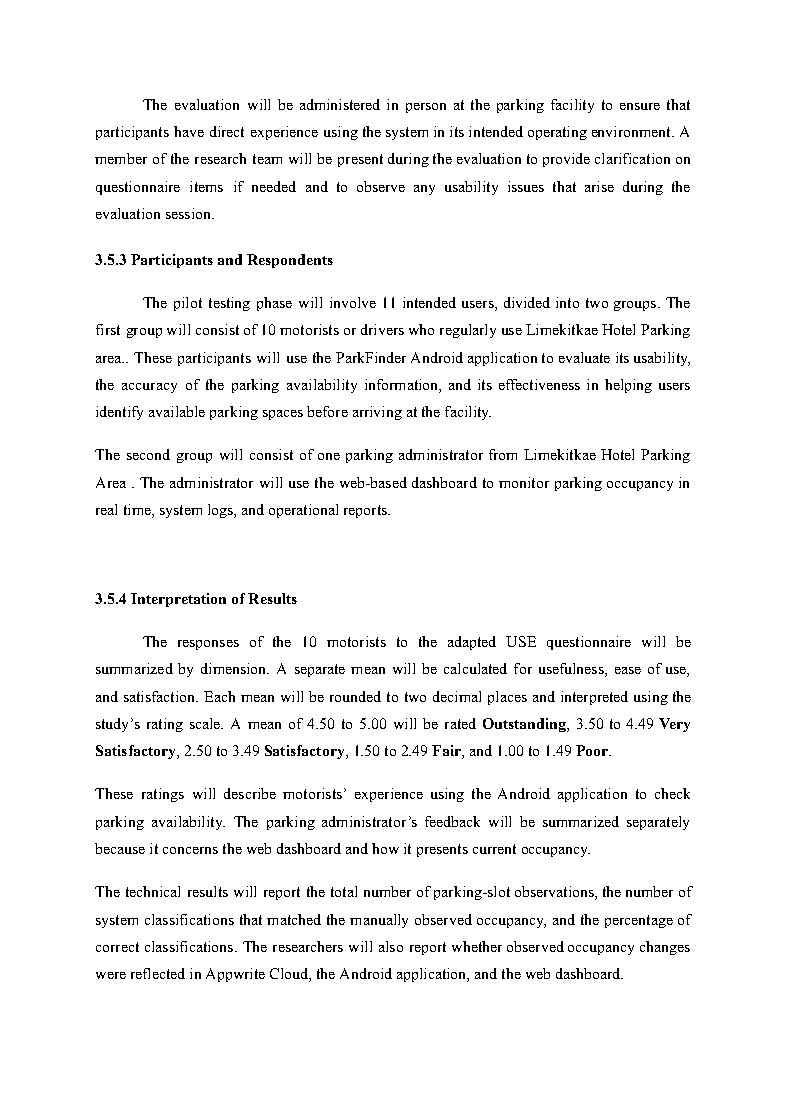 The evaluation will be administered in person at the parking facility to ensure that
participants have direct experience using the system in its intended operating environment. A
member of the research team will be present during the evaluation to provide clarification on
questionnaire items if needed and to observe any usability issues that arise during the
evaluation session.
3.5.3 Participants and Respondents
The pilot testing phase will involve 11 intended users, divided into two groups. The
first group will consist of 10 motorists or drivers who regularly use Limekitkae Hotel Parking
area.. These participants will use the ParkFinder Android application to evaluate its usability,
the accuracy of the parking availability information, and its effectiveness in helping users
identify available parking spaces before arriving at the facility.
The second group will consist of one parking administrator from Limekitkae Hotel Parking
Area . The administrator will use the web-based dashboard to monitor parking occupancy in
real time, system logs, and operational reports.
3.5.4 Interpretation of Results
The responses of the 10 motorists to the adapted USE questionnaire will be
summarized by dimension. A separate mean will be calculated for usefulness, ease of use,
and satisfaction. Each mean will be rounded to two decimal places and interpreted using the
study’s rating scale. A mean of 4.50 to 5.00 will be rated Outstanding, 3.50 to 4.49 Very
Satisfactory, 2.50 to 3.49 Satisfactory, 1.50 to 2.49 Fair, and 1.00 to 1.49 Poor.
These ratings will describe motorists’ experience using the Android application to check
parking availability. The parking administrator’s feedback will be summarized separately
because it concerns the web dashboard and how it presents current occupancy.
The technical results will report the total number of parking-slot observations, the number of
system classifications that matched the manually observed occupancy, and the percentage of
correct classifications. The researchers will also report whether observed occupancy changes
were reflected in Appwrite Cloud, the Android application, and the web dashboard.